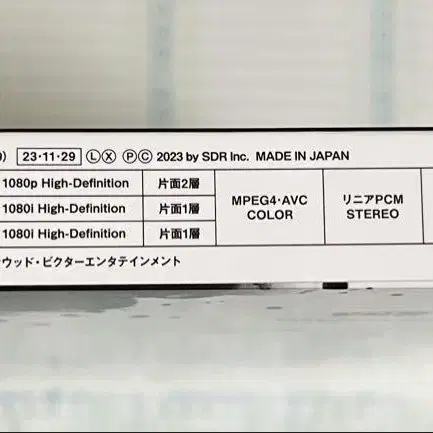 23・11・29 ⓁⓍ ⓅⒸ 2023 by SDR Inc. MADE IN JAPAN
1080p High-Definition 片面2層
1080i High-Definition 片面1層
1080i High-Definition 片面1層
MPEG4・AVC
COLOR
リニアPCM
STEREO
ウッド・ビクターエンタテインメント